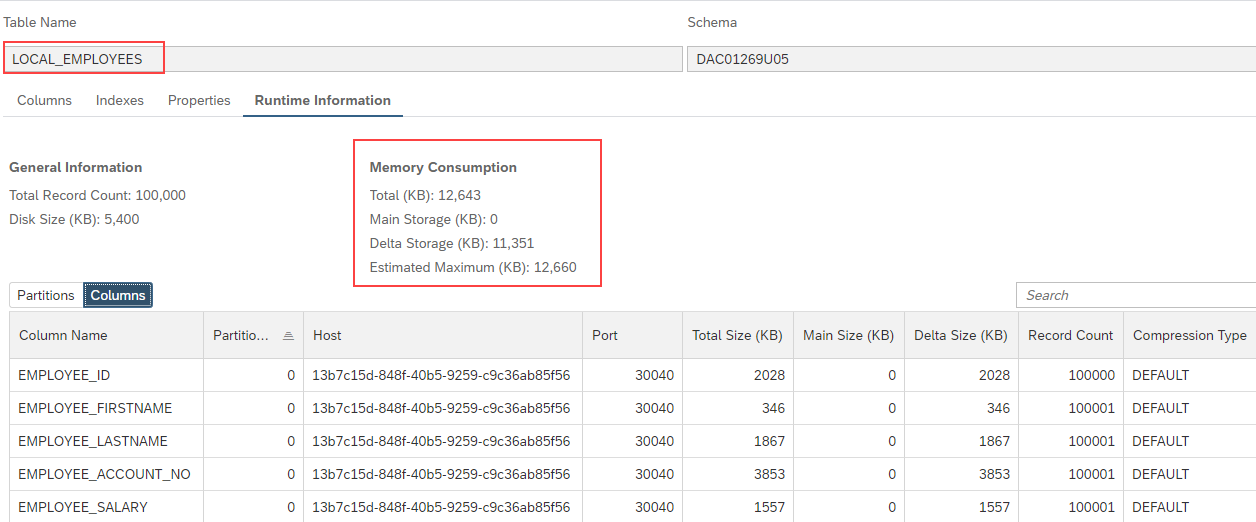 Table Name Schema
LOCAL_EMPLOYEES DAC01269U05
Columns Indexes Properties Runtime Information
General Information Memory Consumption
Total Record Count: 100,000 Total (KB): 12,643
Disk Size (KB): 5,400 Main Storage (KB): 0
Delta Storage (KB): 11,351
Estimated Maximum (KB): 12,660
Partitions Columns Search
Column Name Partitio... Host Port Total Size (KB) Main Size (KB) Delta Size (KB) Record Count Compression Type
EMPLOYEE_ID 0 13b7c15d-848f-40b5-9259-c9c36ab85f56 30040 2028 0 2028 100000 DEFAULT
EMPLOYEE_FIRSTNAME 0 13b7c15d-848f-40b5-9259-c9c36ab85f56 30040 346 0 346 100001 DEFAULT
EMPLOYEE_LASTNAME 0 13b7c15d-848f-40b5-9259-c9c36ab85f56 30040 1867 0 1867 100001 DEFAULT
EMPLOYEE_ACCOUNT_NO 0 13b7c15d-848f-40b5-9259-c9c36ab85f56 30040 3853 0 3853 100001 DEFAULT
EMPLOYEE_SALARY 0 13b7c15d-848f-40b5-9259-c9c36ab85f56 30040 1557 0 1557 100001 DEFAULT